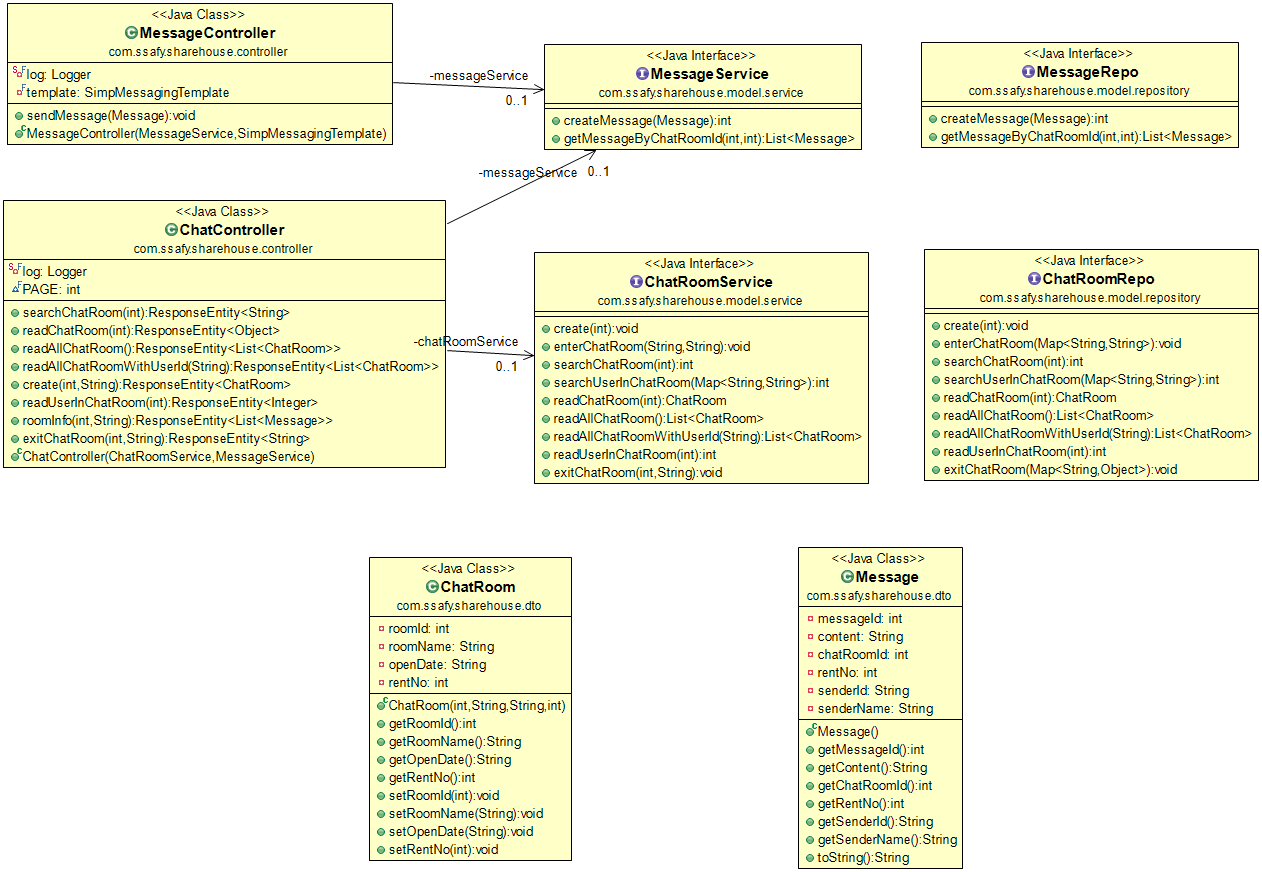 <<Java Class>>
MessageController
com.ssafy.sharehouse.controller
log: Logger
template: SimpMessagingTemplate
sendMessage(Message):void
MessageController(MessageService,SimpMessagingTemplate)
-messageService
0..1
<<Java Interface>>
MessageService
com.ssafy.sharehouse.model.service
createMessage(Message):int
getMessageByChatRoomId(int,int):List<Message>
<<Java Interface>>
MessageRepo
com.ssafy.sharehouse.model.repository
createMessage(Message):int
getMessageByChatRoomId(int,int):List<Message>
-messageService
0..1
<<Java Class>>
ChatController
com.ssafy.sharehouse.controller
log: Logger
PAGE: int
searchChatRoom(int):ResponseEntity<String>
readChatRoom(int):ResponseEntity<Object>
readAllChatRoom():ResponseEntity<List<ChatRoom>>
readAllChatRoomWithUserId(String):ResponseEntity<List<ChatRoom>>
create(int,String):ResponseEntity<ChatRoom>
readUserInChatRoom(int):ResponseEntity<Integer>
roomInfo(int,String):ResponseEntity<List<Message>>
exitChatRoom(int,String):ResponseEntity<String>
ChatController(ChatRoomService,MessageService)
-chatRoomService
0..1
<<Java Interface>>
ChatRoomService
com.ssafy.sharehouse.model.service
create(int):void
enterChatRoom(String,String):void
searchChatRoom(int):int
searchUserInChatRoom(Map<String,String>):int
readChatRoom(int):ChatRoom
readAllChatRoom():List<ChatRoom>
readAllChatRoomWithUserId(String):List<ChatRoom>
readUserInChatRoom(int):int
exitChatRoom(int,String):void
<<Java Interface>>
ChatRoomRepo
com.ssafy.sharehouse.model.repository
create(int):void
enterChatRoom(Map<String,String>):void
searchChatRoom(int):int
searchUserInChatRoom(Map<String,String>):int
readChatRoom(int):ChatRoom
readAllChatRoom():List<ChatRoom>
readAllChatRoomWithUserId(String):List<ChatRoom>
readUserInChatRoom(int):int
exitChatRoom(Map<String,Object>):void
<<Java Class>>
ChatRoom
com.ssafy.sharehouse.dto
roomId: int
roomName: String
openDate: String
rentNo: int
ChatRoom(int,String,String,int)
getRoomId():int
getRoomName():String
getOpenDate():String
getRentNo():int
setRoomId(int):void
setRoomName(String):void
setOpenDate(String):void
setRentNo(int):void
<<Java Class>>
Message
com.ssafy.sharehouse.dto
messageId: int
content: String
chatRoomId: int
rentNo: int
senderId: String
senderName: String
Message()
getMessageId():int
getContent():String
getChatRoomId():int
getRentNo():int
getSenderId():String
getSenderName():String
toString():String